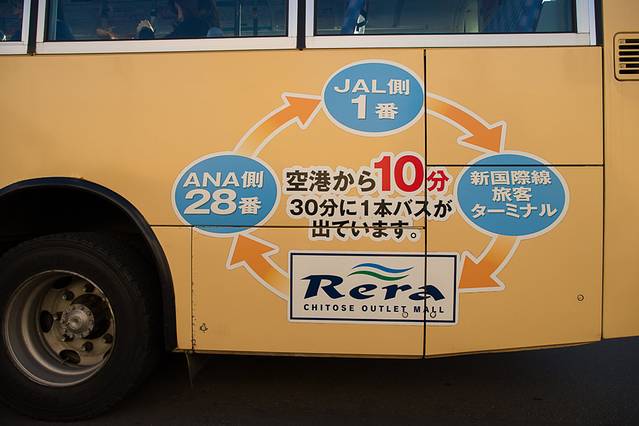 JAL側
1番
ANA側
28番
空港から10分
30分に1本バスが
出ています。
新国際線
旅客
ターミナル
Rera
CHITOSE OUTLET MALL